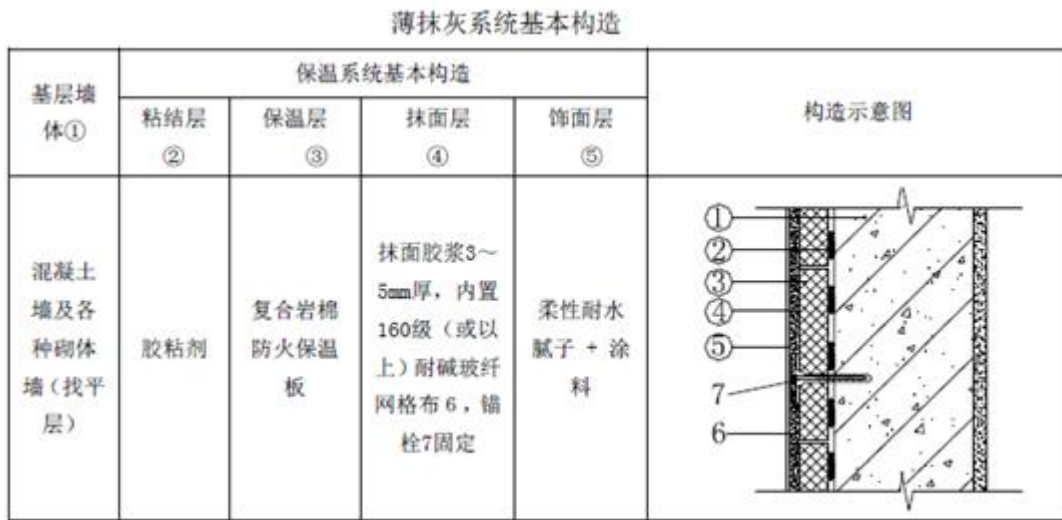 薄抹灰系统基本构造
基层墙
体①
保温系统基本构造
构造示意图
粘结层
②
保温层
③
抹面层
④
饰面层
⑤
混凝土
墙及各
种砌体
墙（找平
层）
胶粘剂
复合岩棉
防火保温
板
抹面胶浆3～
5mm厚，内置
160级（或以
上）耐碱玻纤
网格布 6 ，锚
栓7固定
柔性耐水
腻子 + 涂
料
①
②
③
④
⑤
7
6